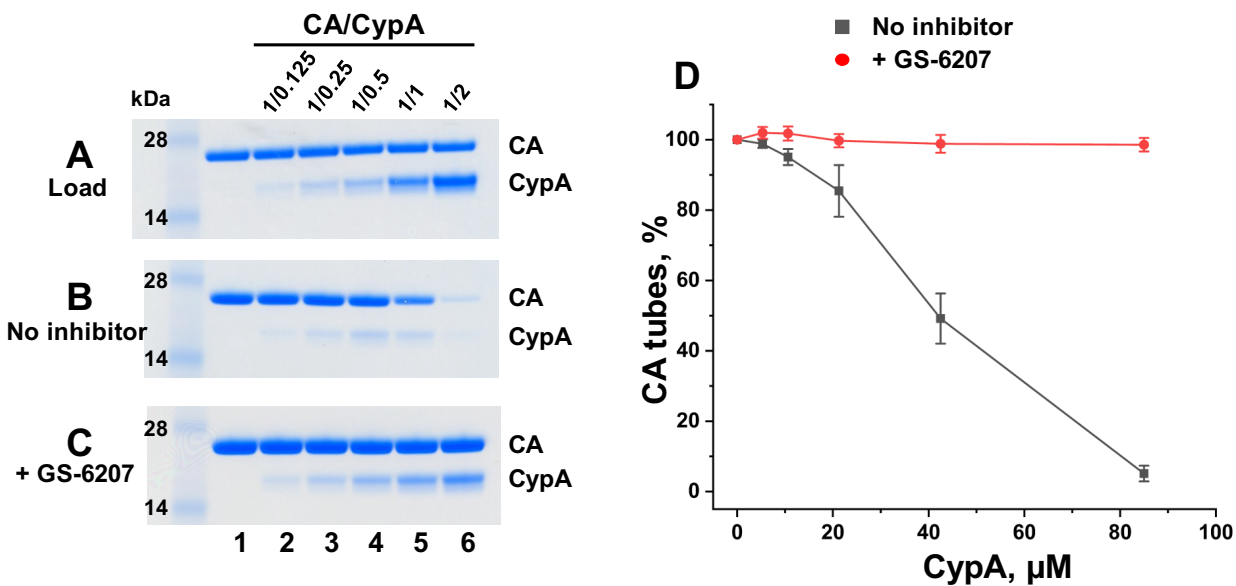 CA/CypA
1/0.125
1/0.25
1/0.5
1/1
1/2
kDa
A
Load
28
14
CA
CypA
B
No inhibitor
28
14
CA
CypA
C
+ GS-6207
28
14
CA
CypA
1 2 3 4 5 6
No inhibitor
+ GS-6207
D
CA tubes, %
100
80
60
40
20
0
0 20 40 60 80 100
CypA, µM